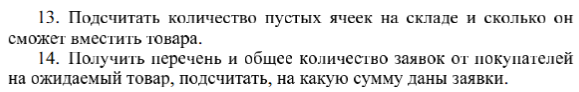 13. Подсчитать количество пустых ячеек на складе и сколько он
сможет вместить товара.
14. Получить перечень и общее количество заявок от покупателей
на ожидаемый товар, подсчитать, на какую сумму даны заявки.